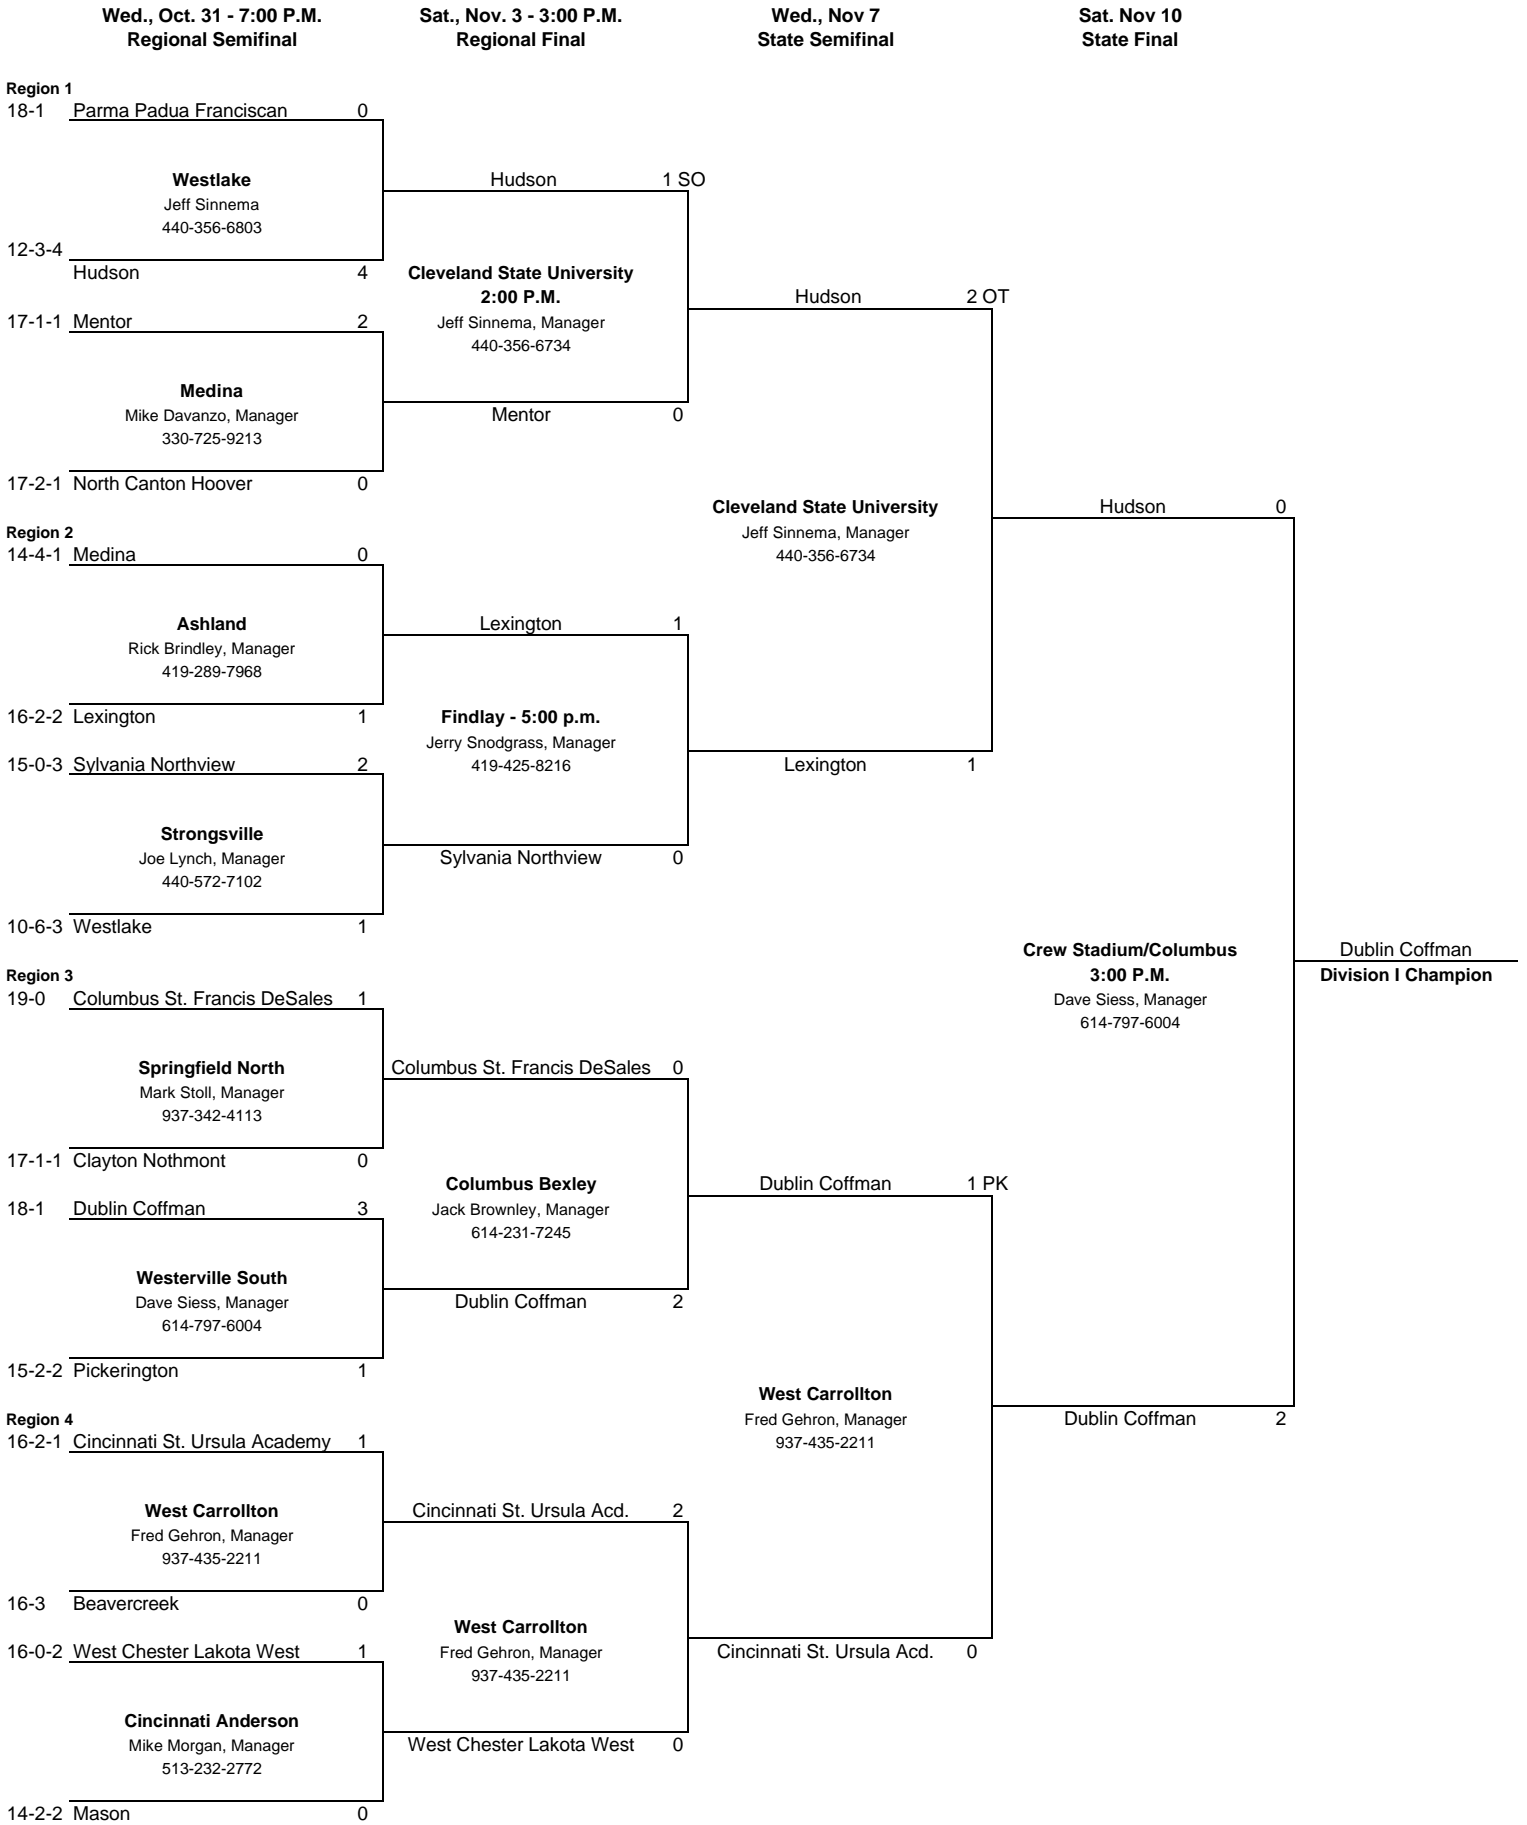 Wed., Oct. 31 - 7:00 P.M.
Regional Semifinal
Sat., Nov. 3 - 3:00 P.M.
Regional Final
Wed., Nov 7
State Semifinal
Sat. Nov 10
State Final
Region 1
18-1 Parma Padua Franciscan 0
Westlake
Jeff Sinnema
440-356-6803
12-3-4
Hudson 4
17-1-1 Mentor 2
Medina
Mike Davanzo, Manager
330-725-9213
17-2-1 North Canton Hoover 0
Region 2
14-4-1 Medina 0
Ashland
Rick Brindley, Manager
419-289-7968
16-2-2 Lexington 1
15-0-3 Sylvania Northview 2
Strongsville
Joe Lynch, Manager
440-572-7102
10-6-3 Westlake 1
Region 3
19-0 Columbus St. Francis DeSales 1
Springfield North
Mark Stoll, Manager
937-342-4113
17-1-1 Clayton Nothmont 0
18-1 Dublin Coffman 3
Westerville South
Dave Siess, Manager
614-797-6004
15-2-2 Pickerington 1
Region 4
16-2-1 Cincinnati St. Ursula Academy 1
West Carrollton
Fred Gehron, Manager
937-435-2211
16-3 Beavercreek 0
16-0-2 West Chester Lakota West 1
Cincinnati Anderson
Mike Morgan, Manager
513-232-2772
14-2-2 Mason 0
Hudson 1 SO
Cleveland State University
2:00 P.M.
Jeff Sinnema, Manager
440-356-6734
Mentor 0
Lexington 1
Findlay - 5:00 p.m.
Jerry Snodgrass, Manager
419-425-8216
Sylvania Northview 0
Columbus St. Francis DeSales 0
Columbus Bexley
Jack Brownley, Manager
614-231-7245
Dublin Coffman 2
Cincinnati St. Ursula Acd. 2
West Carrollton
Fred Gehron, Manager
937-435-2211
West Chester Lakota West 0
Hudson 2 OT
Cleveland State University
Jeff Sinnema, Manager
440-356-6734
Lexington 1
Dublin Coffman 1 PK
West Carrollton
Fred Gehron, Manager
937-435-2211
Cincinnati St. Ursula Acd. 0
Hudson 0
Crew Stadium/Columbus
3:00 P.M.
Dave Siess, Manager
614-797-6004
Dublin Coffman 2
Dublin Coffman
Division I Champion